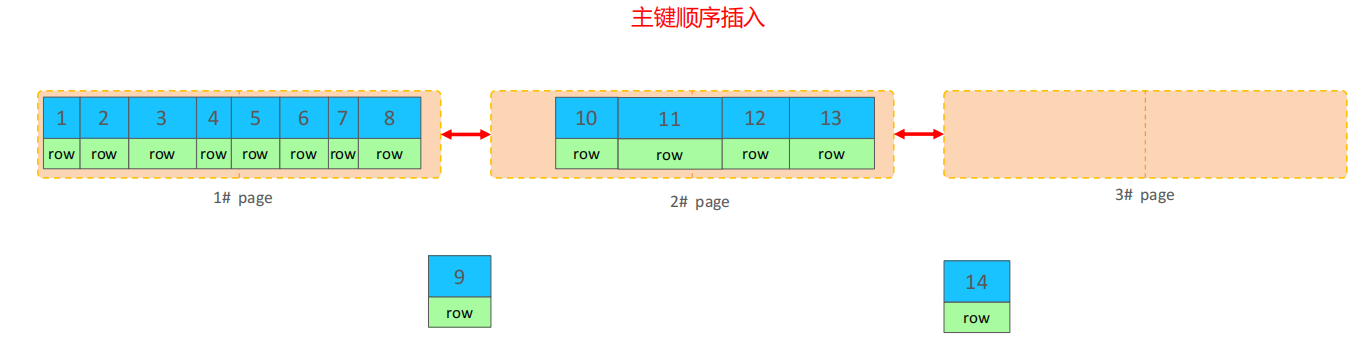 主键顺序插入
1 2 3 4 5 6 7 8
row row row row row row row row
1# page
10 11 12 13
row row row row
2# page
3# page
9
row
14
row